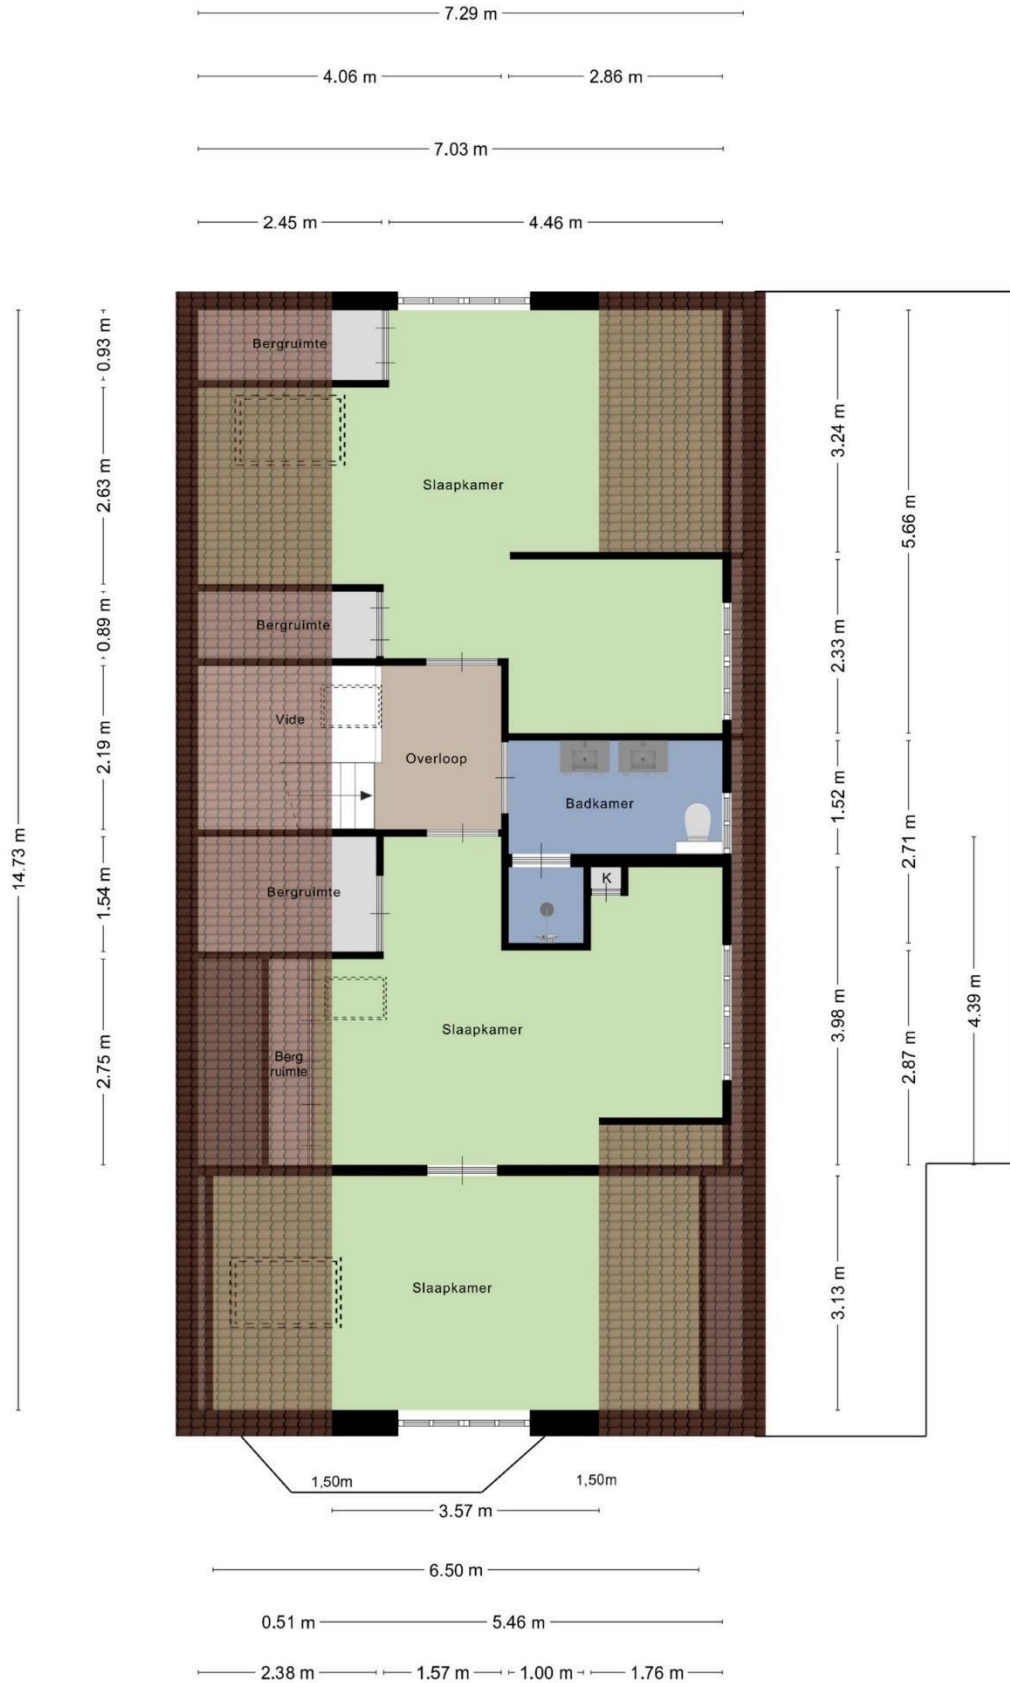 7.29 m
4.06 m 2.86 m
7.03 m
2.45 m 4.46 m
0.93 m
Bergruimte
2.63 m
3.24 m
Slaapkamer
5.66 m
0.89 m
Bergruimte
2.33 m
2.19 m
Vide
Overloop
Badkamer
1.52 m
2.71 m
14.73 m
1.54 m
Bergruimte
K
4.39 m
3.98 m
2.87 m
2.75 m
Slaapkamer
Berg
ruimte
Slaapkamer
3.13 m
1,50m 1,50m
3.57 m
6.50 m
0.51 m 5.46 m
2.38 m 1.57 m 1.00 m 1.76 m